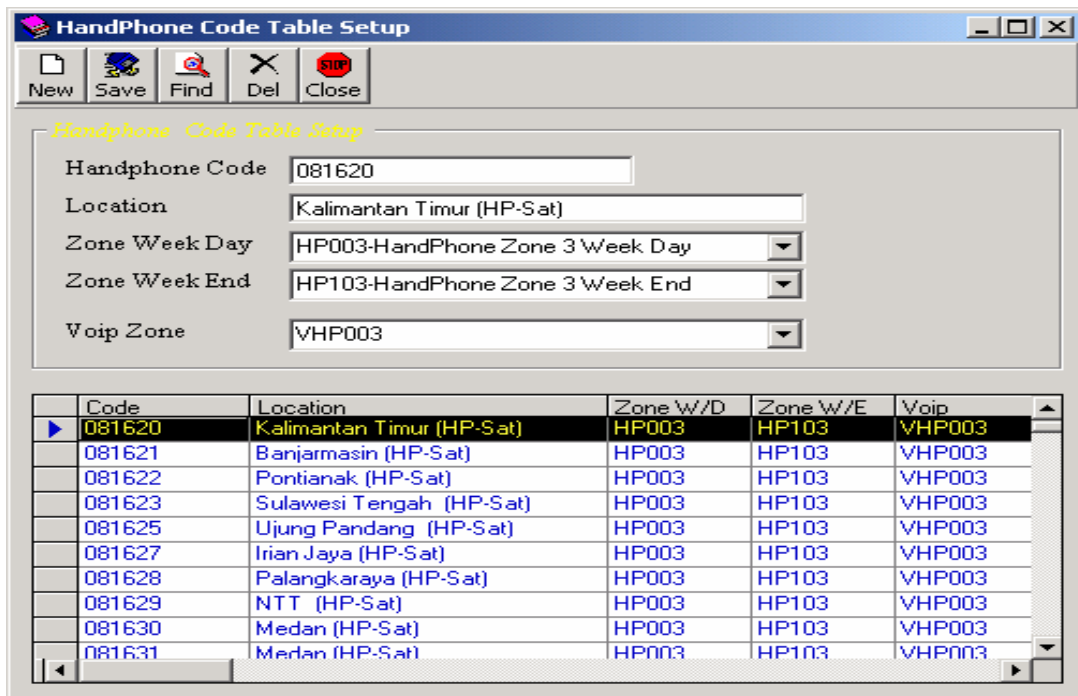 HandPhone Code Table Setup
New Save Find Del STOP Close
Handphone Code Table Setup
Handphone Code 081620
Location Kalimantan Timur (HP-Sat)
Zone Week Day HP003-HandPhone Zone 3 Week Day
Zone Week End HP103-HandPhone Zone 3 Week End
Voip Zone VHP003
Code Location Zone W/D Zone W/E Voip
081620 Kalimantan Timur (HP-Sat) HP003 HP103 VHP003
081621 Banjarmasin (HP-Sat) HP003 HP103 VHP003
081622 Pontianak (HP-Sat) HP003 HP103 VHP003
081623 Sulawesi Tengah (HP-Sat) HP003 HP103 VHP003
081625 Ujung Pandang (HP-Sat) HP003 HP103 VHP003
081627 Irian Jaya (HP-Sat) HP003 HP103 VHP003
081628 Palangkaraya (HP-Sat) HP003 HP103 VHP003
081629 NTT (HP-Sat) HP003 HP103 VHP003
081630 Medan (HP-Sat) HP003 HP103 VHP003
081631 Medan (HP-Sat) HP003 HP103 VHP003